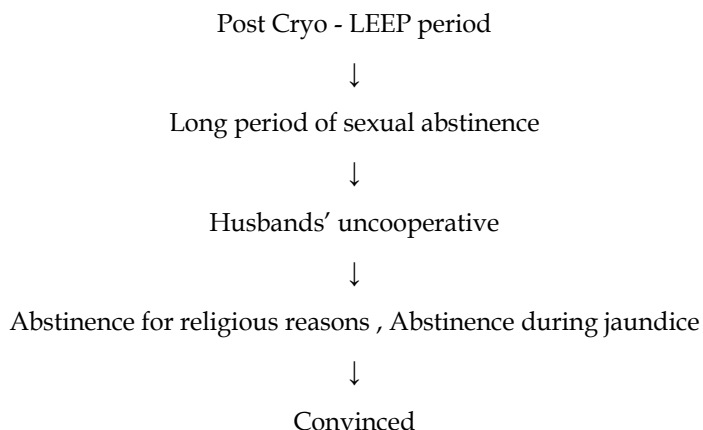 Post Cryo - LEEP period
↓
Long period of sexual abstinence
↓
Husbands’ uncooperative
↓
Abstinence for religious reasons , Abstinence during jaundice
↓
Convinced